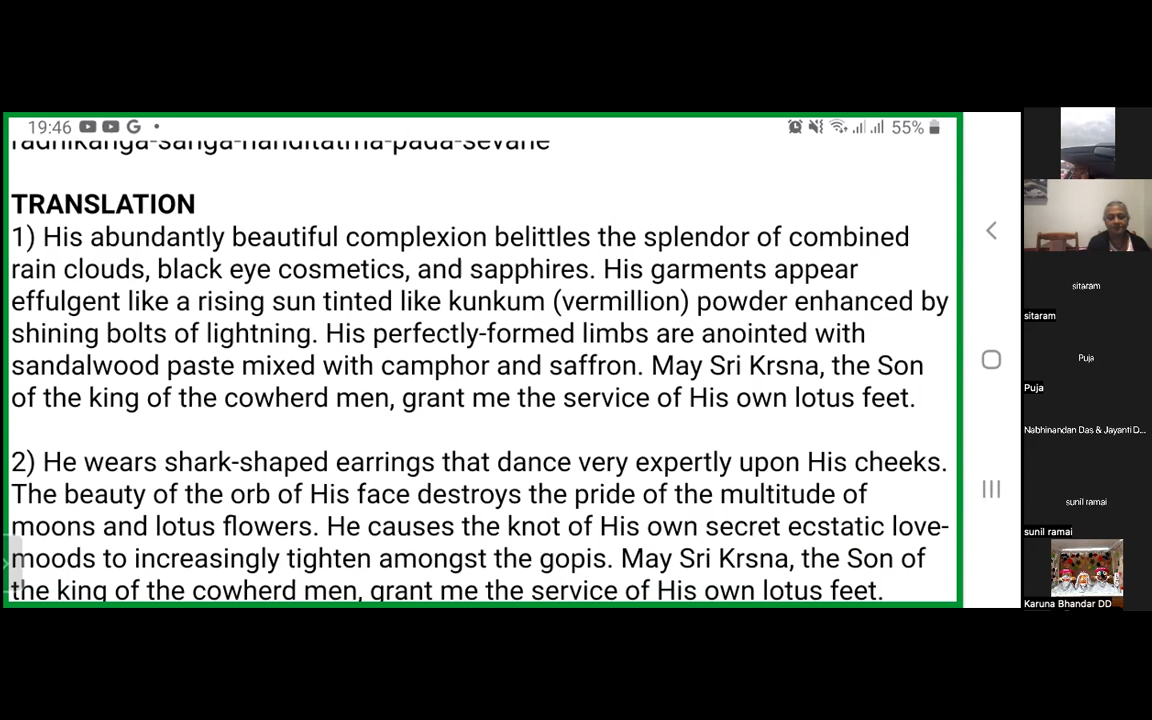 19:46
55%
radhikanga-sanga-nanditatma-pada-sevane
TRANSLATION
1) His abundantly beautiful complexion belittles the splendor of combined
rain clouds, black eye cosmetics, and sapphires. His garments appear
effulgent like a rising sun tinted like kunkum (vermillion) powder enhanced by
shining bolts of lightning. His perfectly-formed limbs are anointed with
sandalwood paste mixed with camphor and saffron. May Sri Krsna, the Son
of the king of the cowherd men, grant me the service of His own lotus feet.
2) He wears shark-shaped earrings that dance very expertly upon His cheeks.
The beauty of the orb of His face destroys the pride of the multitude of
moons and lotus flowers. He causes the knot of His own secret ecstatic love-
moods to increasingly tighten amongst the gopis. May Sri Krsna, the Son of
the king of the cowherd men, grant me the service of His own lotus feet.
sitaram
sitaram
Puja
Puja
Nabhinandan Das & Jayanti D...
sunil ramai
sunil ramai
Karuna Bhandar DD